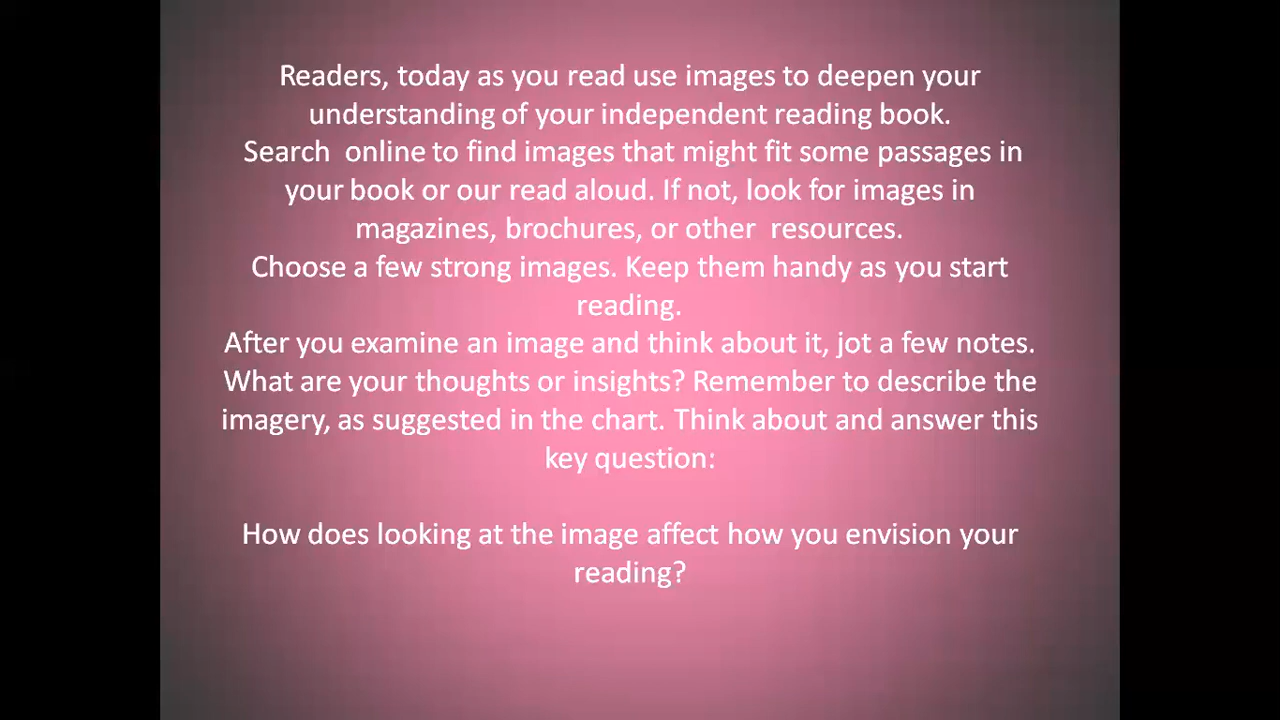 Readers, today as you read use images to deepen your
understanding of your independent reading book.
Search  online to find images that might fit some passages in
your book or our read aloud. If not, look for images in
magazines, brochures, or other  resources.
Choose a few strong images. Keep them handy as you start
reading.
After you examine an image and think about it, jot a few notes.
What are your thoughts or insights? Remember to describe the
imagery, as suggested in the chart. Think about and answer this
key question:
How does looking at the image affect how you envision your
reading?